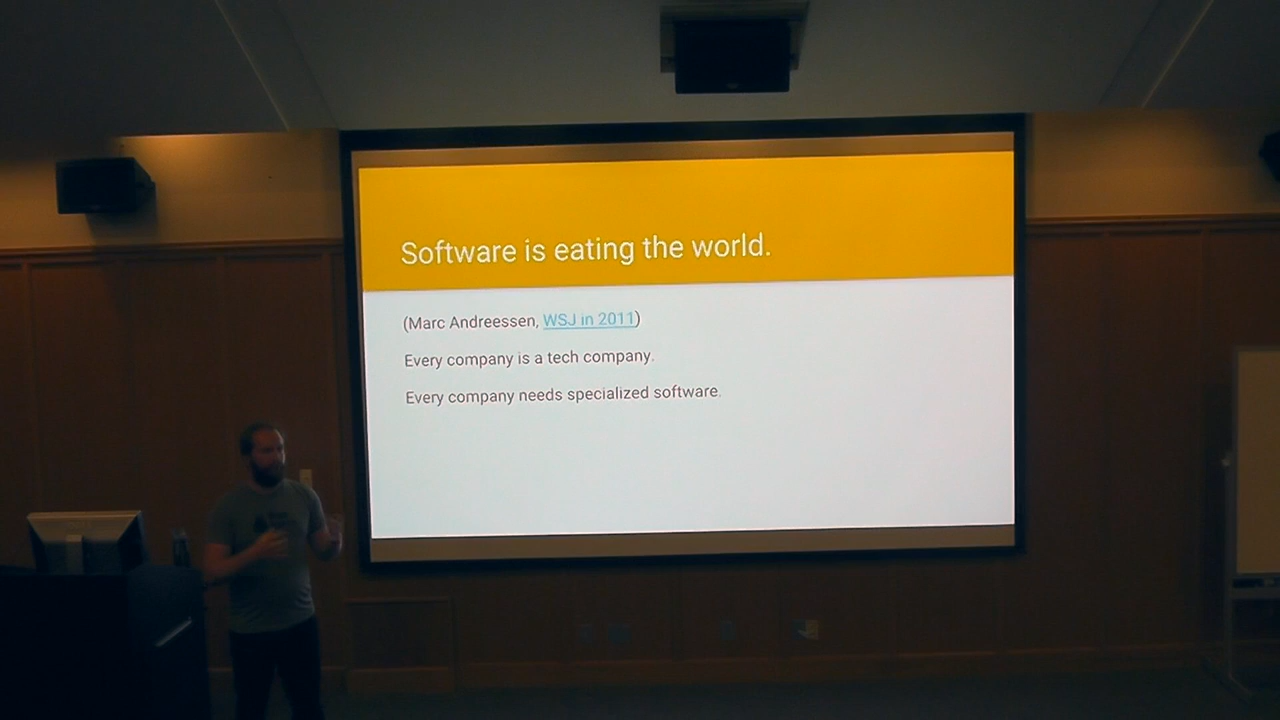 Software is eating the world.
(Marc Andreessen, WSJ in 2011)
Every company is a tech company.
Every company needs specialized software.